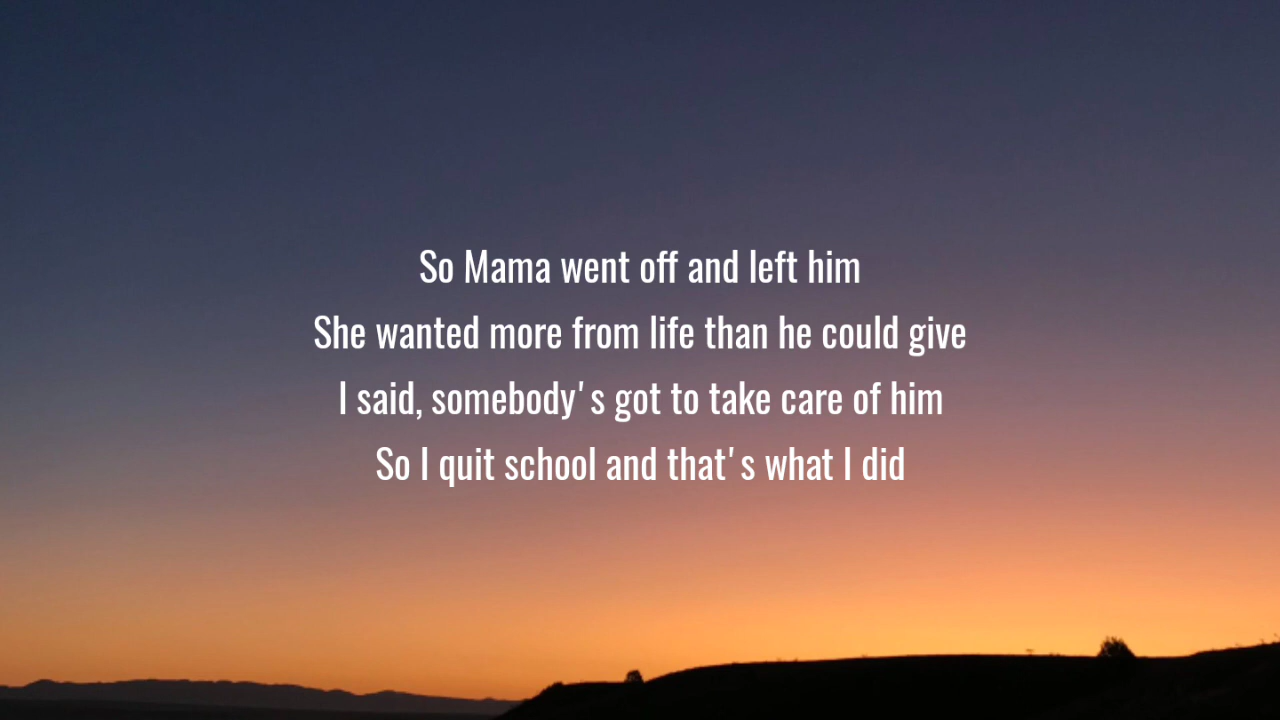 So Mama went off and left him
She wanted more from life than he could give
I said, somebody's got to take care of him
So I quit school and that's what I did